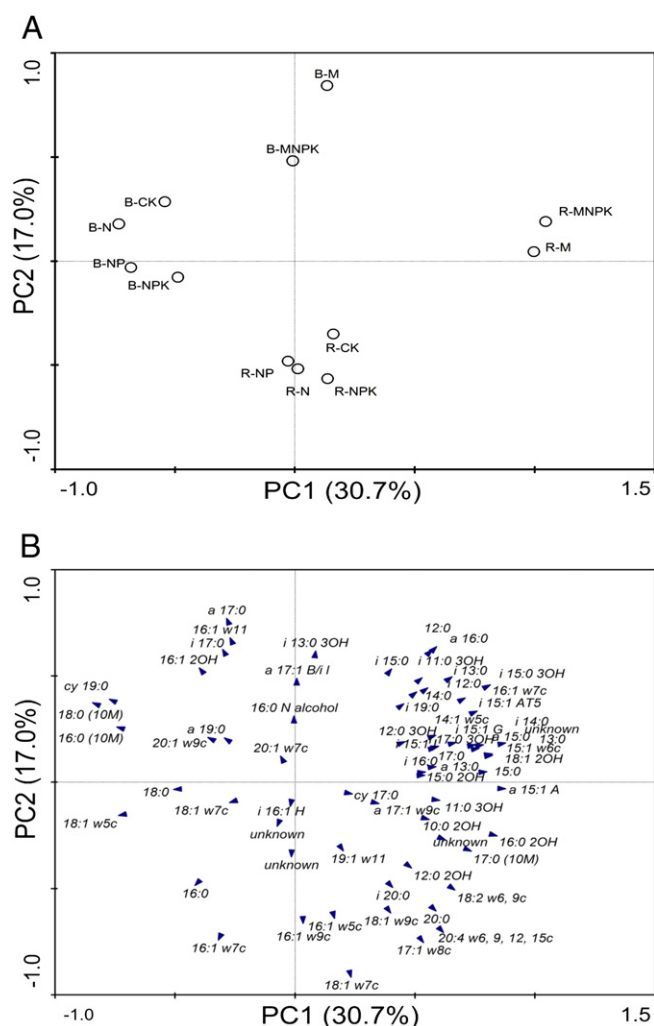 A
1.0
B-M
B-MNPK
B-CK
B-N
R-MNPK
R-M
B-NP
B-NPK
PC2 (17.0%)
R-CK
R-NP
R-N
R-NPK
-1.0
-1.0
PC1 (30.7%)
1.5
B
1.0
a 17:0
16:1 w11
i 17:0
16:1 2OH
i 13:0 3OH
a 17:1 B/i I
12:0
a 16:0
i 15:0
i 11:0 3OH
i 13:0
i 15:0 3OH
i 12:0
16:1 w7c
cy 19:0
18:0 (10M)
16:0 (10M)
16:0 N alcohol
14:0
i 19:0
i 15:1 AT5
14:1 w5c
i 14:0
a 19:0
20:1 w9c
12:0 3OH
i 15:1 G
unknown
a 15:0
13:0
15:1 i
17:0 3OH
15:1 w6c
20:1 w7c
i 16:0
17:0
18:1 2OH
a 13:0
15:0 2OH
15:0
PC2 (17.0%)
18:0
cy 17:0
a 15:1 A
18:1 w7c
i 16:1 H
a 17:1 w9c
11:0 3OH
18:1 w5c
unknown
10:0 2OH
unknown
16:0 2OH
unknown
19:1 w11
17:0 (10M)
16:0
12:0 2OH
i 20:0
18:2 w6, 9c
16:1 w5c
18:1 w9c
20:0
16:1 w7c
16:1 w9c
20:4 w6, 9, 12, 15c
17:1 w8c
18:1 w7c
-1.0
-1.0
PC1 (30.7%)
1.5